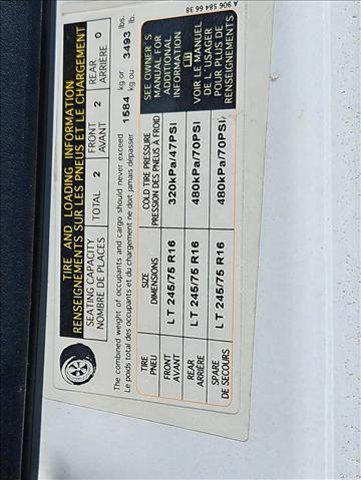 A 906 584 66 38
TIRE AND LOADING INFORMATION
RENSEIGNEMENTS SUR LES PNEUS ET LE CHARGEMENT
SEATING CAPACITY
NOMBRE DE PLACES
TOTAL 2
FRONT
AVANT 2
REAR
ARRIÈRE 0
The combined weight of occupants and cargo should never exceed
Le poids total des occupants et du chargement ne doit jamais dépasser
1584 kg or
kg ou
3493 lbs.
lb.
TIRE
PNEU
SIZE
DIMENSIONS
COLD TIRE PRESSURE
PRESSION DES PNEUS À FROID
SEE OWNER'S
MANUAL FOR
ADDITIONAL
INFORMATION
FRONT
AVANT
LT 245/75 R16
320kPa/47PSI
REAR
ARRIÈRE
LT 245/75 R16
480kPa/70PSI
SPARE
DE SECOURS
LT 245/75 R16
480kPa/70PSI
VOIR LE MANUEL
DE L'USAGER
POUR PLUS DE
RENSEIGNEMENTS